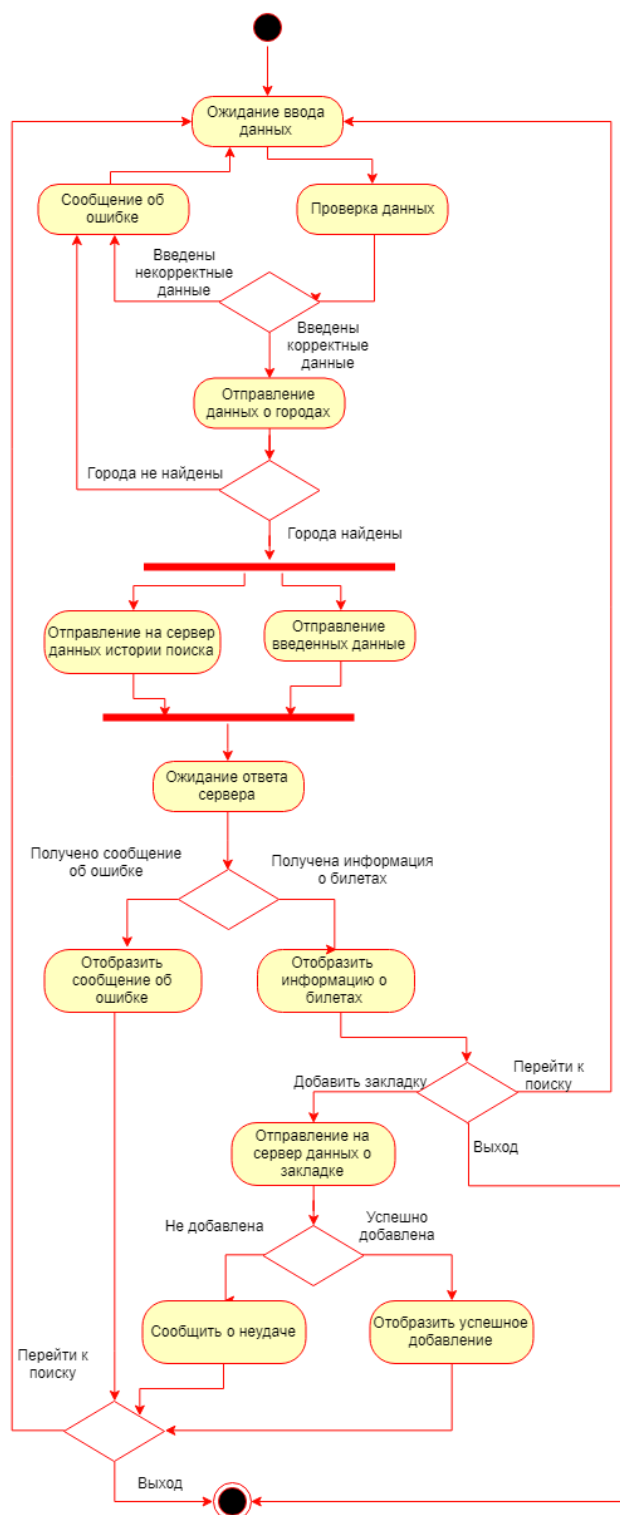 Ожидание ввода
данных
Сообщение об
ошибке
Проверка данных
Введены
некорректные
данные
Введены
корректные
данные
Отправление
данных о городах
Города не найдены
Города найдены
Отправление на сервер
данных истории поиска
Отправление
введенных данные
Ожидание ответа
сервера
Получено сообщение
об ошибке
Получена информация
о билетах
Отобразить
сообщение об
ошибке
Отобразить
информацию о
билетах
Перейти к
поиску
Добавить закладку
Отправление на
сервер данных о
закладке
Выход
Не добавлена
Успешно
добавлена
Сообщить о неудаче
Отобразить успешное
добавление
Перейти к
поиску
Выход